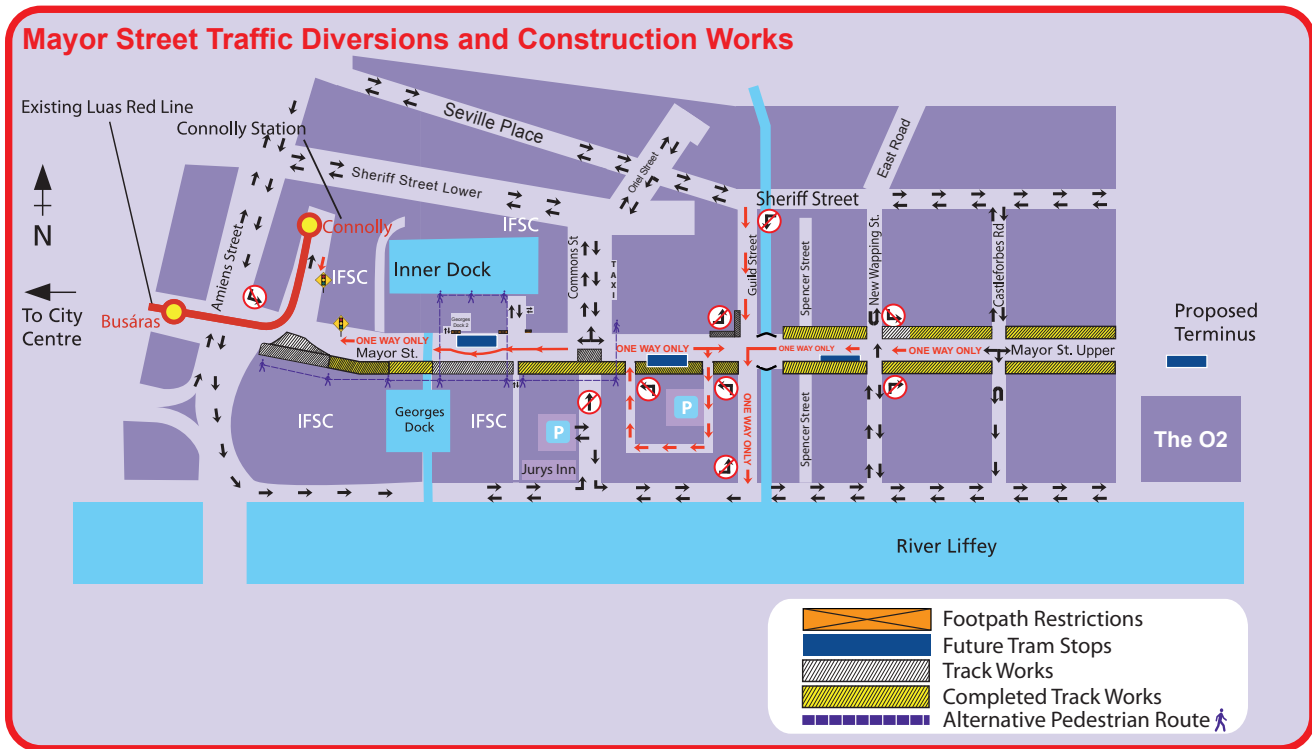 Mayor Street Traffic Diversions and Construction Works
Existing Luas Red Line
Connolly Station
Seville Place
Oriel Street
East Road
Sheriff Street Lower
Sheriff Street
N
IFSC
Connolly
Amiens Street
IFSC
Inner Dock
Commons St
TAXI
Guild Street
Spencer Street
New Wapping St.
Castleforbes Rd
To City
Centre
Busáras
Georges
Dock 2
Proposed
Terminus
ONE WAY ONLY
Mayor St.
ONE WAY ONLY
ONE WAY ONLY
ONE WAY ONLY
Mayor St. Upper
IFSC
Georges
Dock
IFSC
P
P
Jurys Inn
ONE WAY ONLY
Spencer Street
The O2
River Liffey
Footpath Restrictions
Future Tram Stops
Track Works
Completed Track Works
Alternative Pedestrian Route